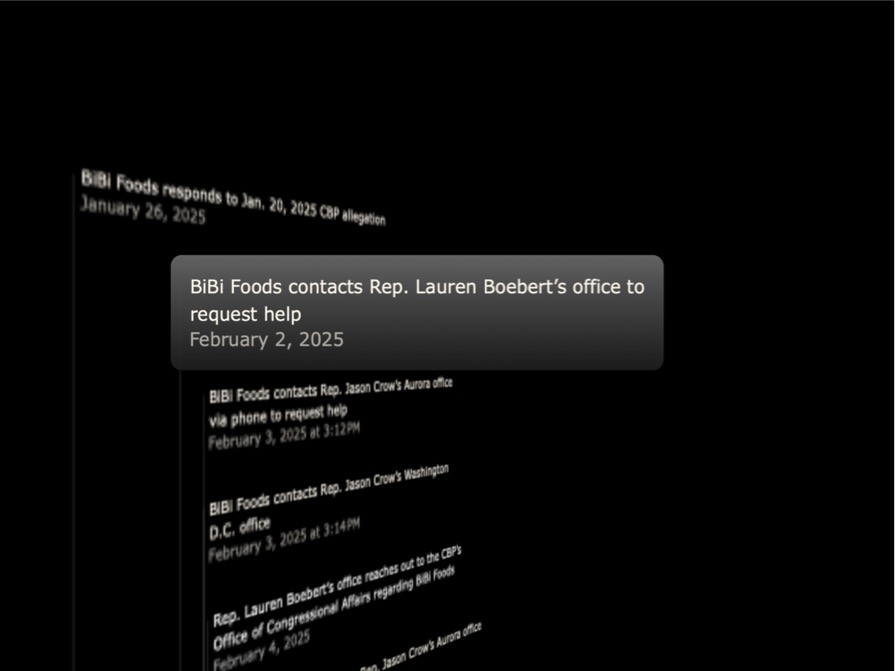 BiBi Foods responds to Jan. 20, 2025 CBP allegation
January 26, 2025
BiBi Foods contacts Rep. Lauren Boebert’s office to
request help
February 2, 2025
BiBi Foods contacts Rep. Jason Crow’s Aurora office
via phone to request help
February 3, 2025 at 3:12PM
BiBi Foods contacts Rep. Jason Crow’s Washington
D.C. office
February 3, 2025 at 3:14PM
Rep. Lauren Boebert’s office reaches out to the CBP’s
Office of Congressional Affairs regarding BiBi Foods
February 4, 2025
Rep. Jason Crow’s Aurora office